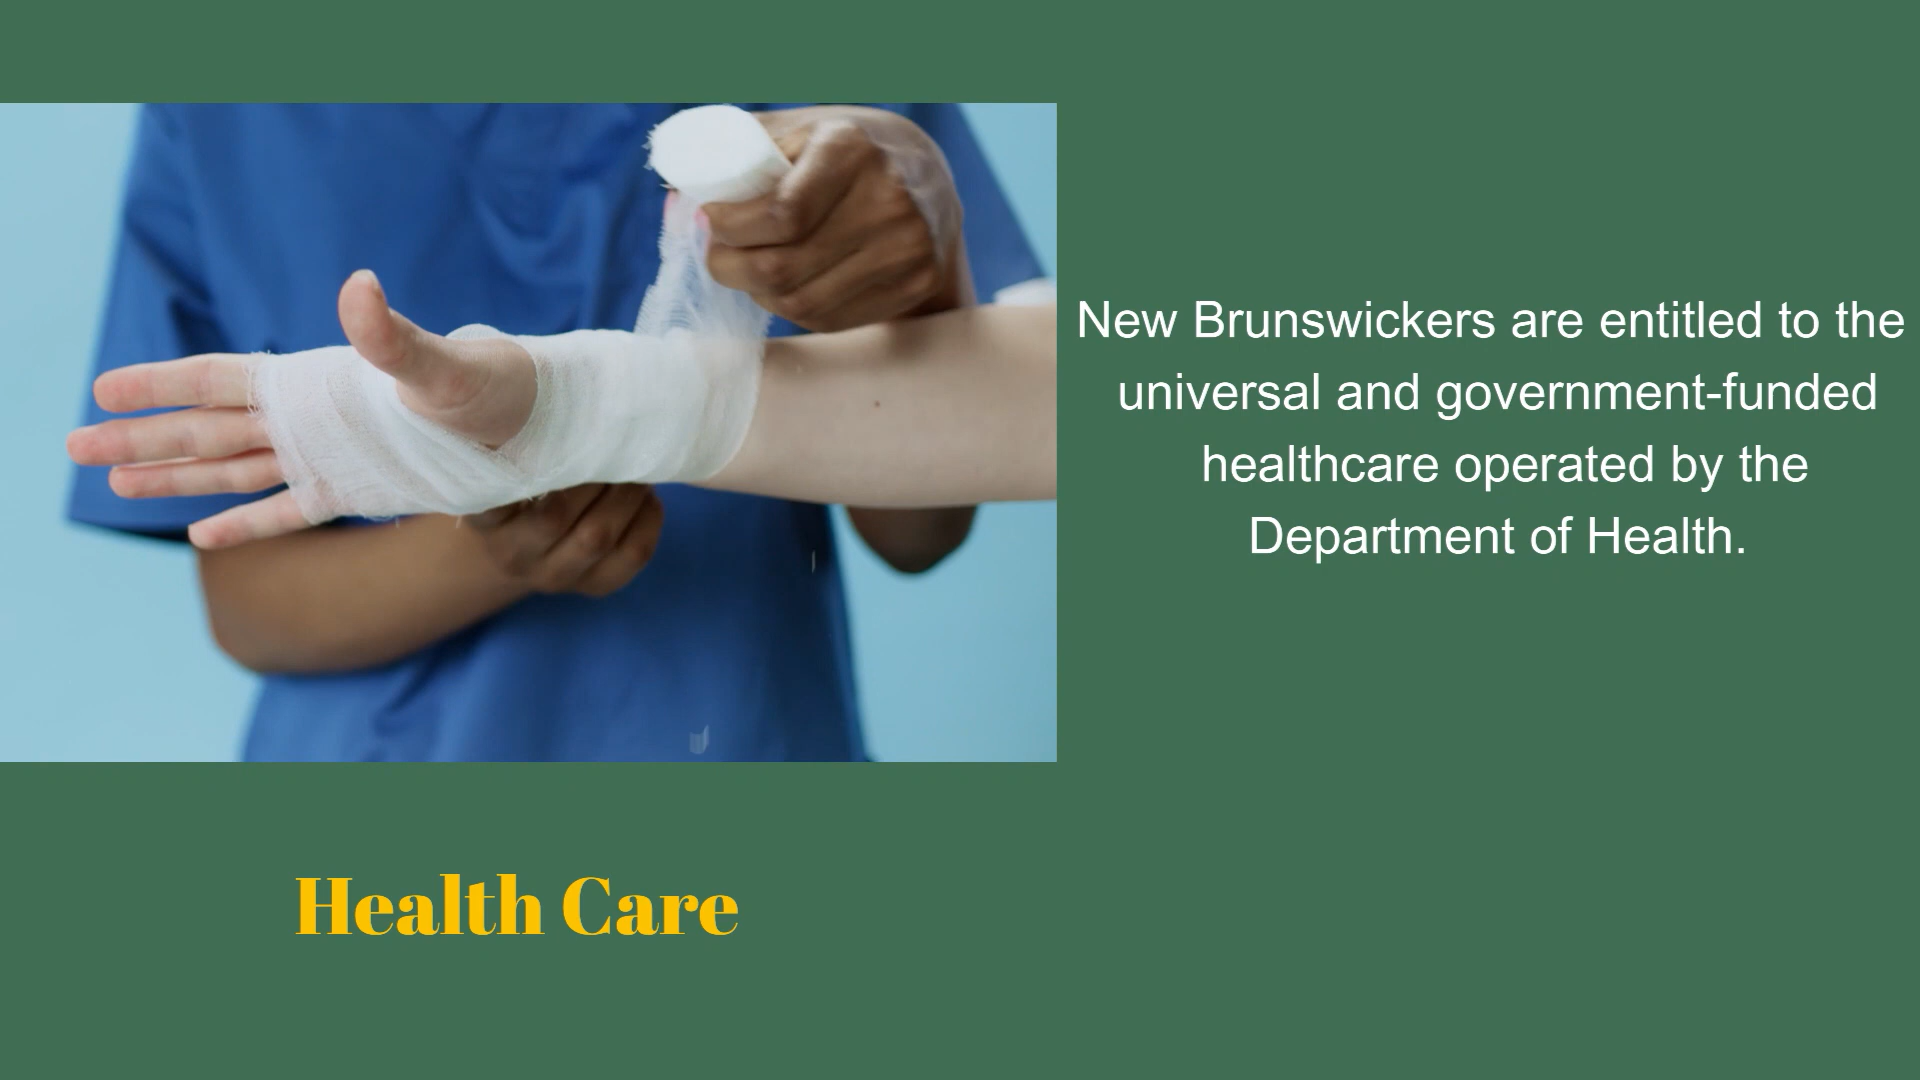 New Brunswickers are entitled to the
universal and government-funded
healthcare operated by the
Department of Health.
Health Care